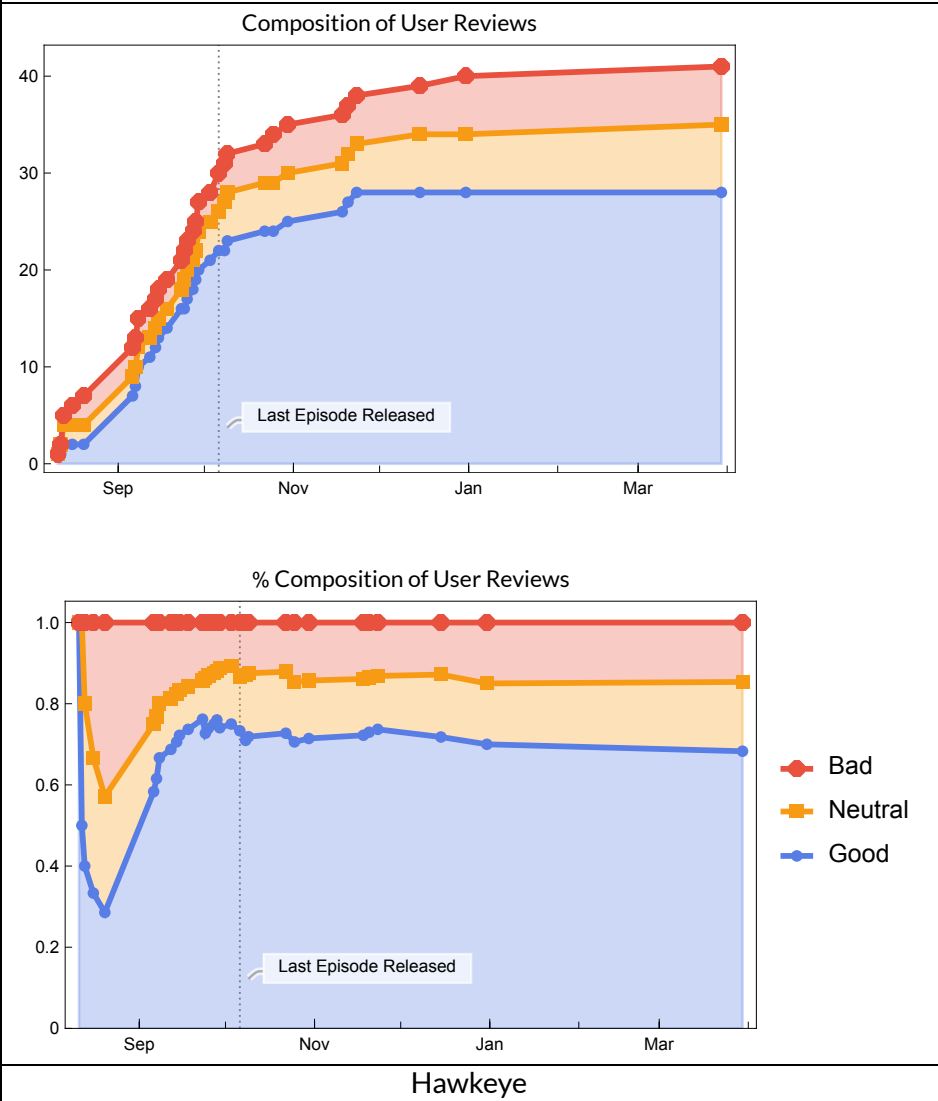 Composition of User Reviews
40
30
20
10
0
Last Episode Released
Sep Nov Jan Mar
% Composition of User Reviews
1.0
0.8
0.6
0.4
0.2
0
Last Episode Released
Sep Nov Jan Mar
Bad
Neutral
Good
Hawkeye